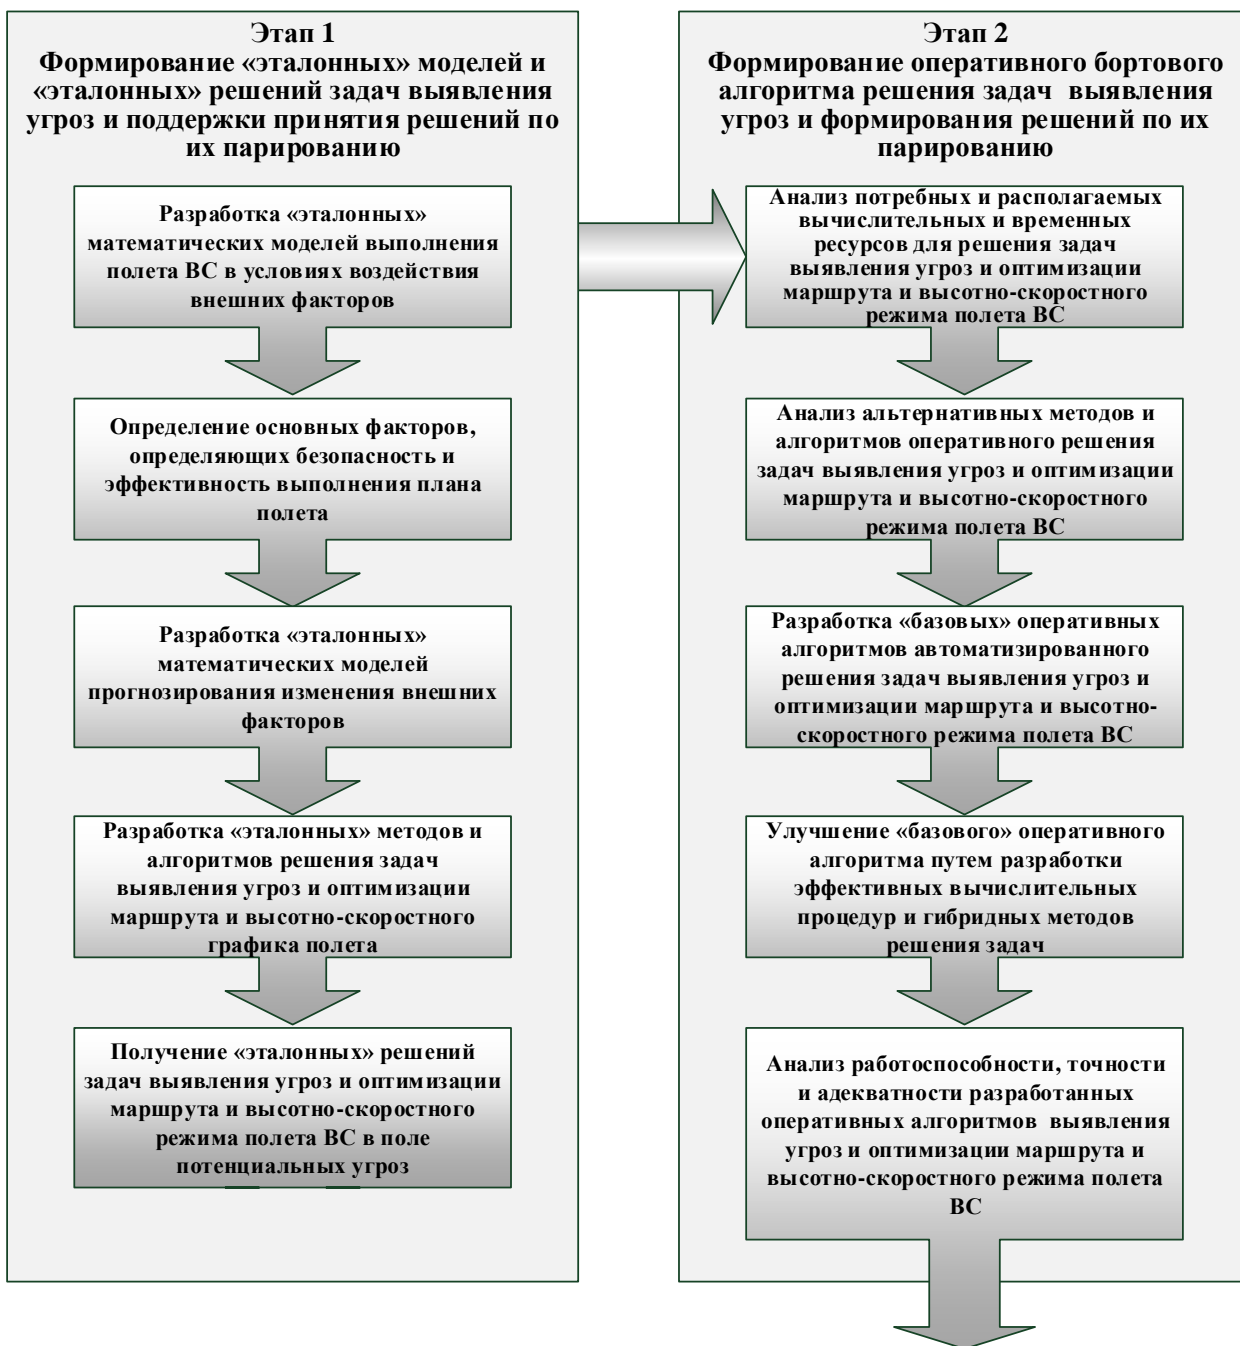 Этап 1
Формирование «эталонных» моделей и
«эталонных» решений задач выявления
угроз и поддержки принятия решений по
их парированию
Разработка «эталонных»
математических моделей выполнения
полета ВС в условиях воздействия
внешних факторов
Определение основных факторов,
определяющих безопасность и
эффективность выполнения плана
полета
Разработка «эталонных»
математических моделей
прогнозирования изменения внешних
факторов
Разработка «эталонных» методов и
алгоритмов решения задач
выявления угроз и оптимизации
маршрута и высотно-скоростного
графика полета
Получение «эталонных» решений
задач выявления угроз и оптимизации
маршрута и высотно-скоростного
режима полета ВС в поле
потенциальных угроз
Этап 2
Формирование оперативного бортового
алгоритма решения задач выявления
угроз и формирования решений по их
парированию
Анализ потребных и располагаемых
вычислительных и временных
ресурсов для решения задач
выявления угроз и оптимизации
маршрута и высотно-скоростного
режима полета ВС
Анализ альтернативных методов и
алгоритмов оперативного решения
задач выявления угроз и оптимизации
маршрута и высотно-скоростного
режима полета ВС
Разработка «базовых» оперативных
алгоритмов автоматизированного
решения задач выявления угроз и
оптимизации маршрута и высотно-
скоростного режима полета ВС
Улучшение «базового» оперативного
алгоритма путем разработки
эффективных вычислительных
процедур и гибридных методов
решения задач
Анализ работоспособности, точности
и адекватности разработанных
оперативных алгоритмов выявления
угроз и оптимизации маршрута и
высотно-скоростного режима полета
ВС